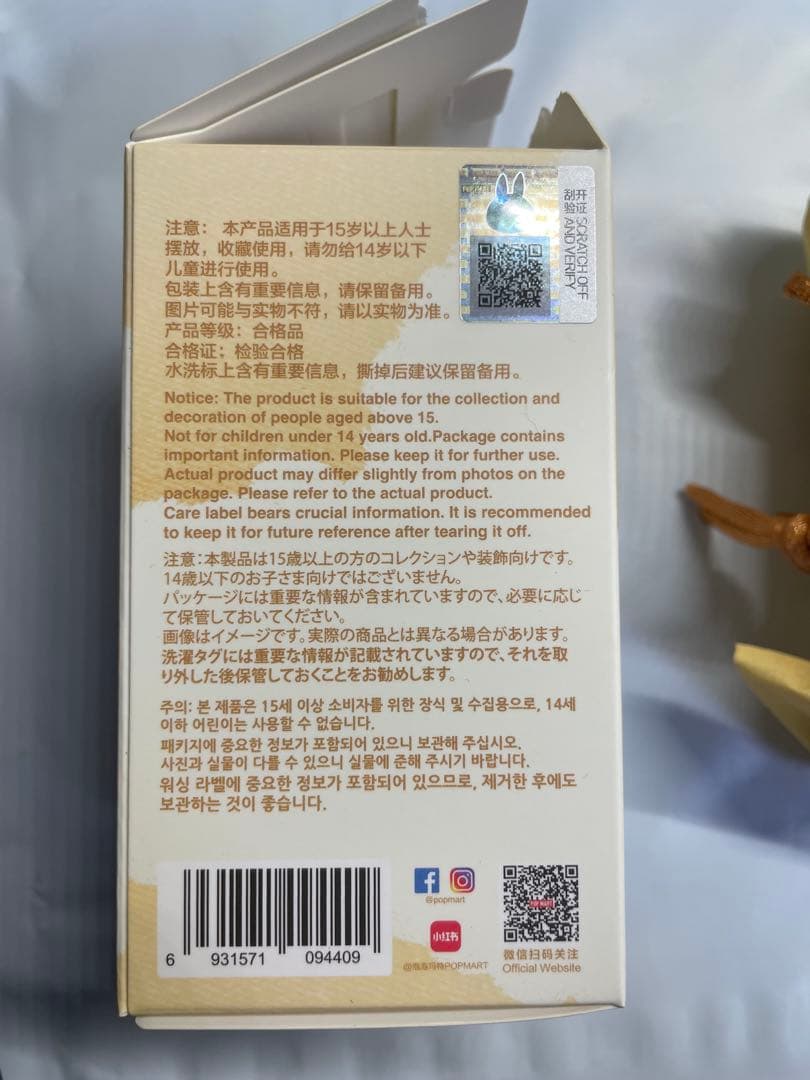 注意： 本产品适用于15岁以上人士
摆放，收藏使用，请勿给14岁以下
儿童进行使用。
包装上含有重要信息，请保留备用。
图片可能与实物不符，请以实物为准。
产品等级：合格品
合格证：检验合格
水洗标上含有重要信息，撕掉后建议保留备用。
刮开
验证
SCRATCH OFF
AND VERIFY
Notice: The product is suitable for the collection and
decoration of people aged above 15.
Not for children under 14 years old.Package contains
important information. Please keep it for further use.
Actual product may differ slightly from photos on the
package. Please refer to the actual product.
Care label bears crucial information. It is recommended
to keep it for future reference after tearing it off.
注意：本製品は15歳以上の方のコレクションや装飾向けです。
14歳以下のお子さま向けではございません。
パッケージには重要な情報が含まれていますので、必要に応じ
て保管しておいてください。
画像はイメージです。実際の商品とは異なる場合があります。
洗濯タグには重要な情報が記載されていますので、それを取
り外した後保管しておくことをお勧めします。
주의: 본 제품은 15세 이상 소비자를 위한 장식 및 수집용으로, 14세
이하 어린이는 사용할 수 없습니다.
패키지에 중요한 정보가 포함되어 있으니 보관해 주십시오.
사진과 실물이 다를 수 있으니 실물에 준해 주시기 바랍니다.
워싱 라벨에 중요한 정보가 포함되어 있으므로, 제거한 후에도
보관하는 것이 좋습니다.
6 931571 094409
@popmart
小红书
@泡泡玛特POPMART
POP MART
微信扫码关注
Official Website